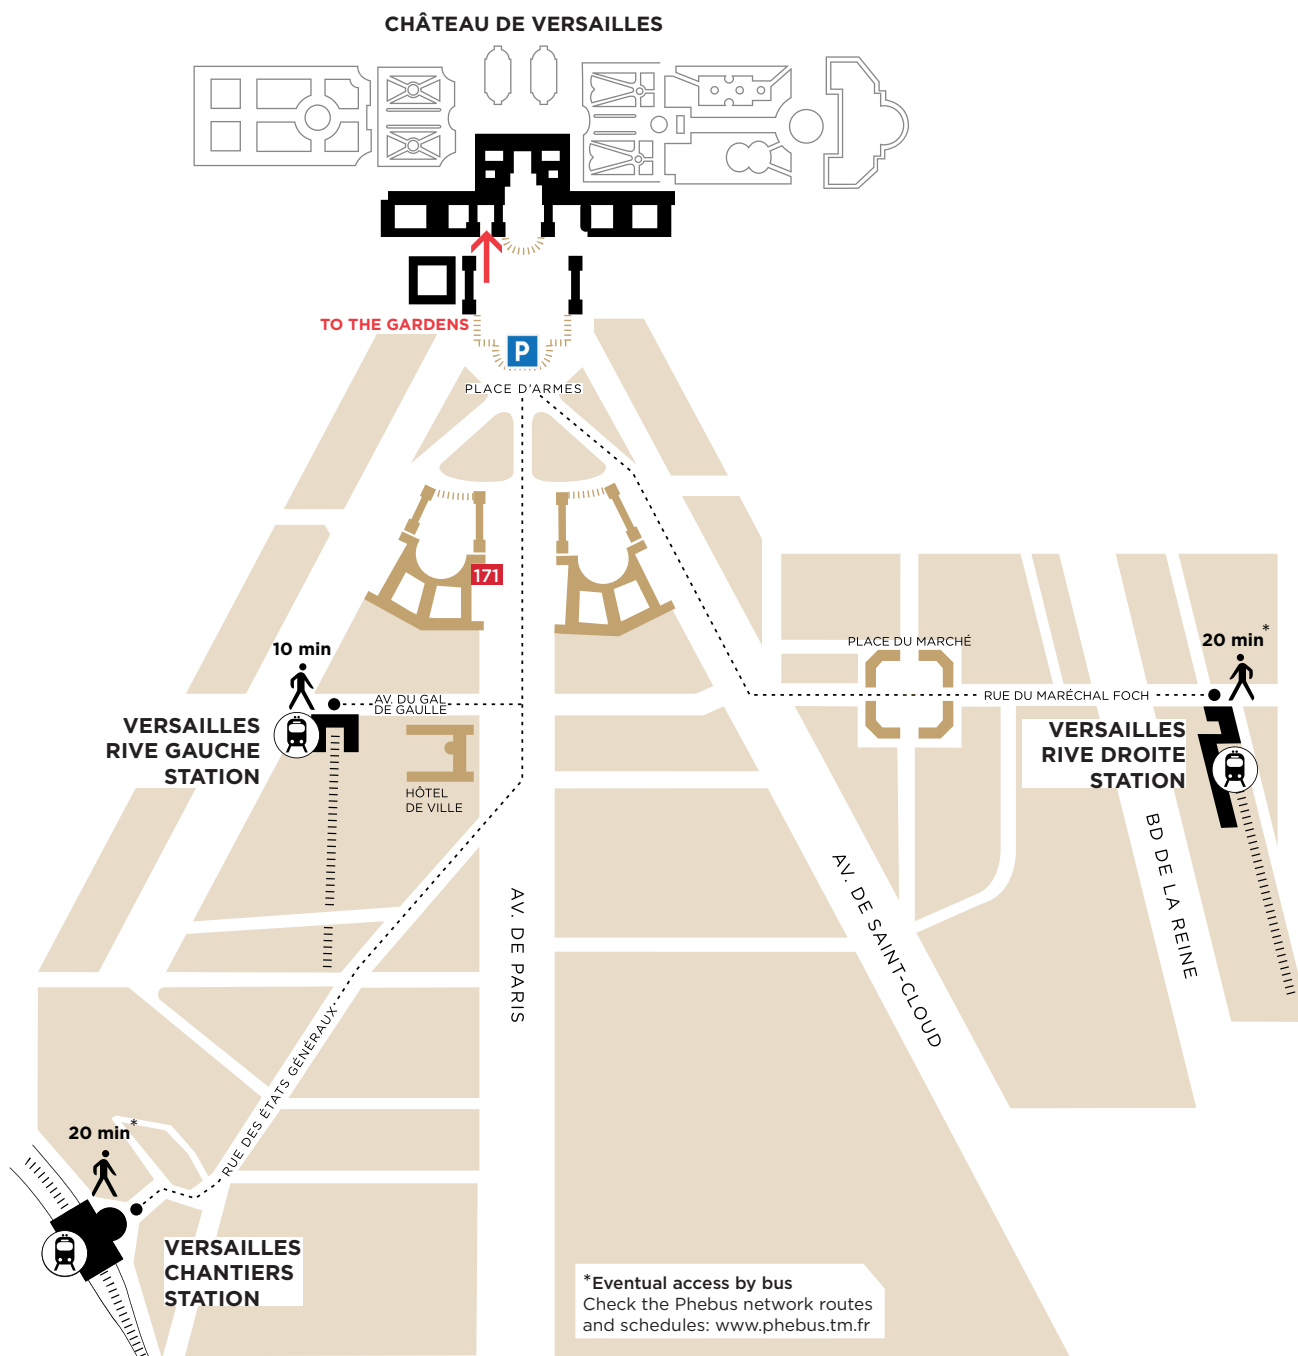 CHÂTEAU DE VERSAILLES
TO THE GARDENS
P
PLACE D'ARMES
171
10 min
AV. DU GAL
DE GAULLE
VERSAILLES
RIVE GAUCHE
STATION
HÔTEL
DE VILLE
PLACE DU MARCHÉ
20 min*
RUE DU MARÉCHAL FOCH
VERSAILLES
RIVE DROITE
STATION
BD DE LA REINE
AV. DE SAINT-CLOUD
AV. DE PARIS
RUE DES ÉTATS GÉNÉRAUX
20 min*
VERSAILLES
CHANTIERS
STATION
*Eventual access by bus
Check the Phebus network routes
and schedules: www.phebus.tm.fr